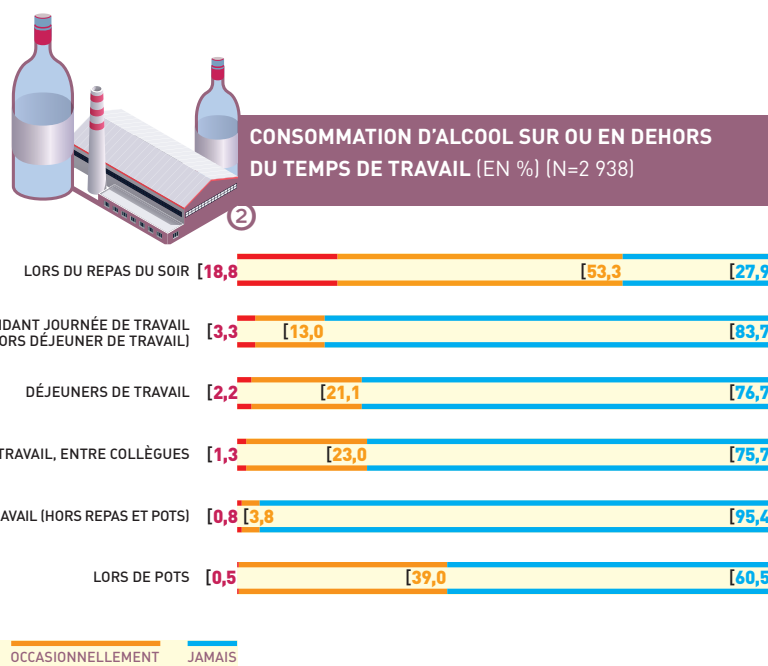 CONSOMMATION D'ALCOOL SUR OU EN DEHORS
DU TEMPS DE TRAVAIL (EN %) (N=2 938)
2
LORS DU REPAS DU SOIR [18,8 [53,3 [27,9
JOURNÉE DE TRAVAIL
DÉJEUNER DE TRAVAIL) [3,3 [13,0 [83,7
DÉJEUNERS DE TRAVAIL [2,2 [21,1 [76,7
TRAVAIL, ENTRE COLLÈGUES [1,3 [23,0 [75,7
(HORS REPAS ET POTS) [0,8 [3,8 [95,4
LORS DE POTS [0,5 [39,0 [60,5
OCCASIONNELLEMENT JAMAIS